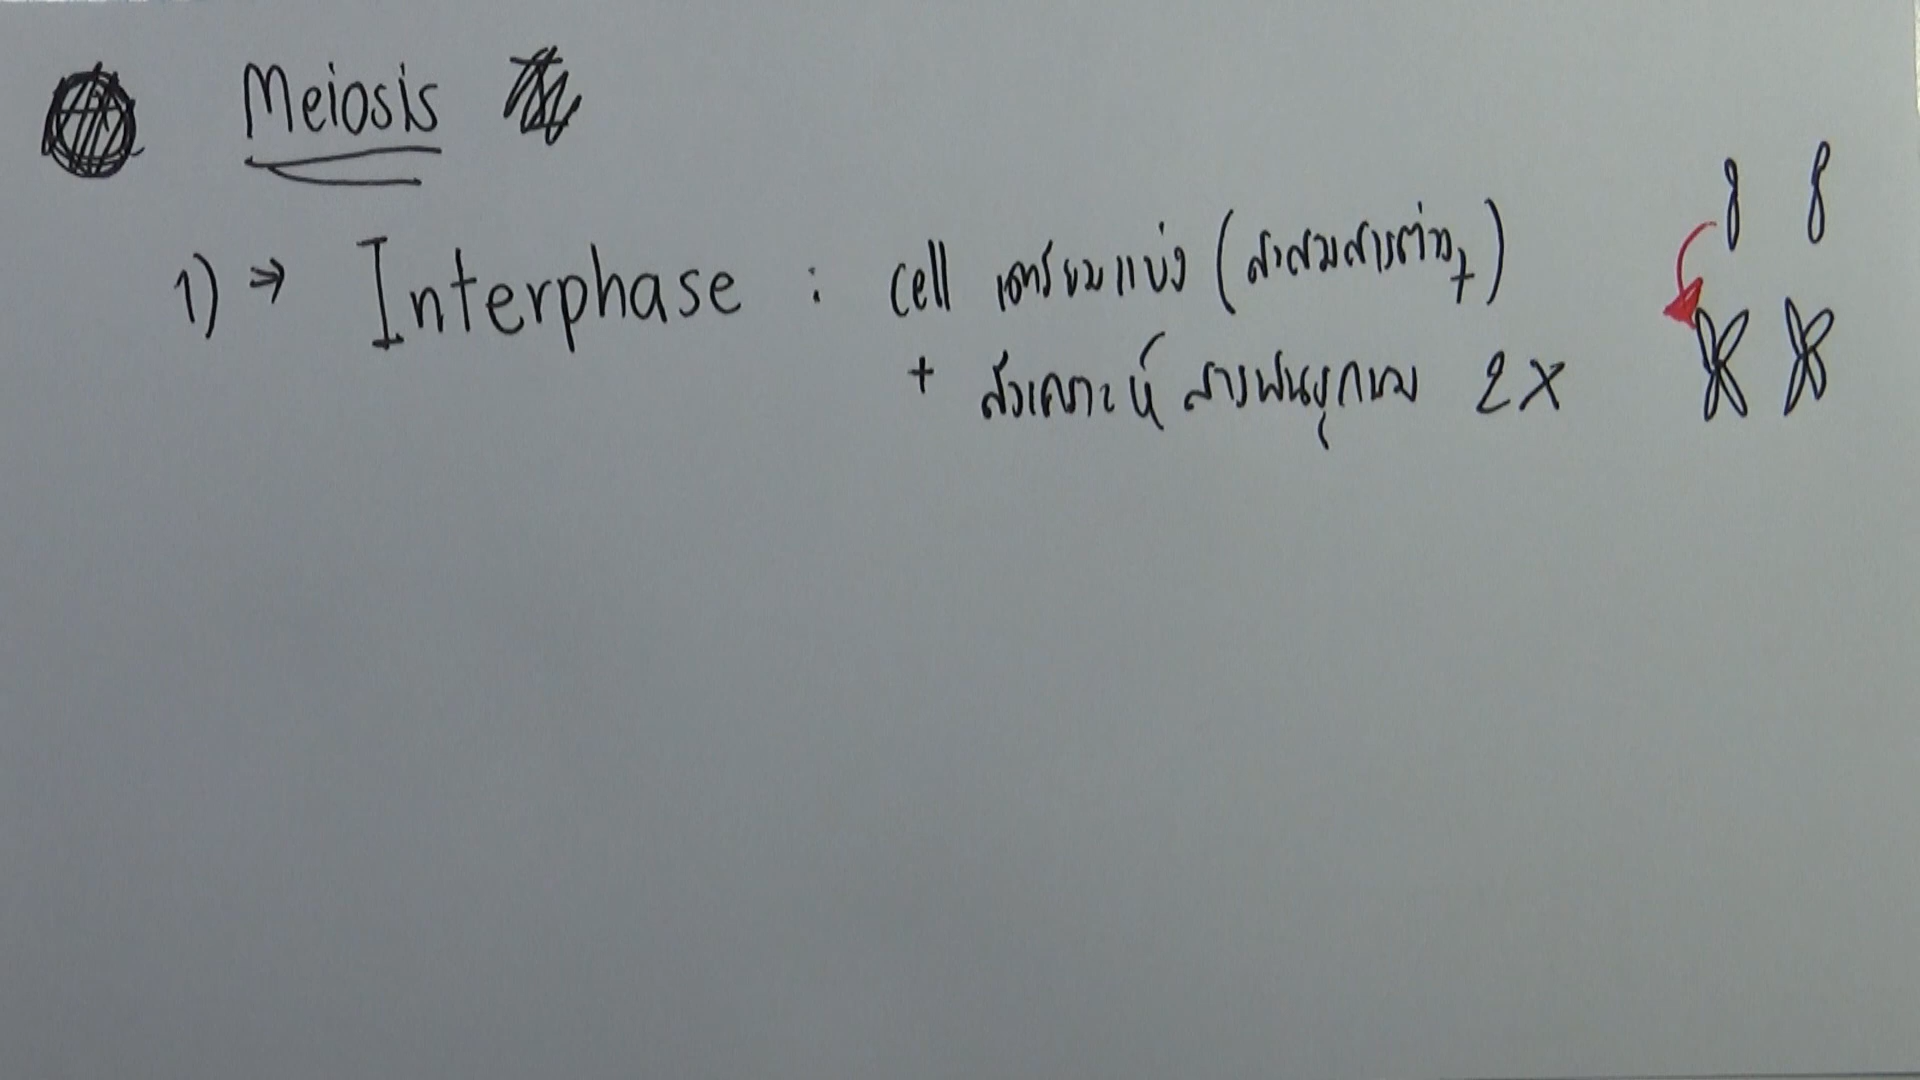 Meiosis
1) ⇒ Interphase : cell เตรียมแบ่ง (สะสมสารต่างๆ)
+ สังเคราะห์ สารพันธุกรรม 2x